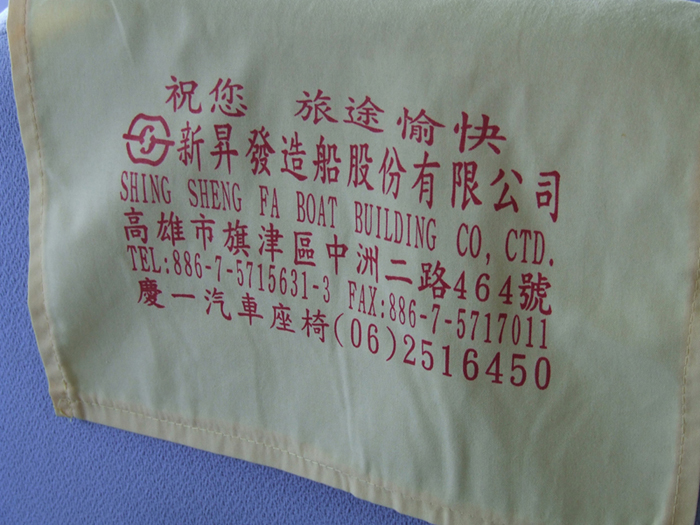 祝您 旅途愉快
新昇發造船股份有限公司
SHING SHENG FA BOAT BUILDING CO, CTD.
高雄市旗津區中洲二路464號
TEL:886-7-5715631-3 FAX:886-7-5717011
慶一汽車座椅(06)2516450